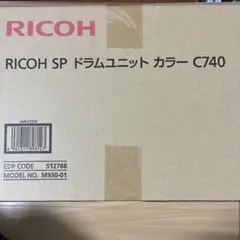 RICOH
RICOH SP ドラムユニット カラー C740
EDP CODE 512766
MODEL NO. M930-01